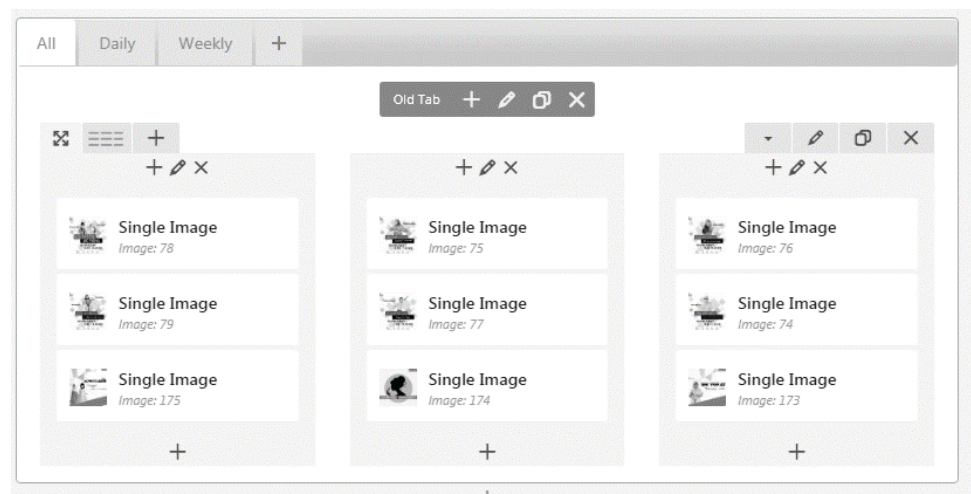 All Daily Weekly
Old Tab
Single Image
Image: 78
Single Image
Image: 79
Single Image
Image: 175
Single Image
Image: 75
Single Image
Image: 77
Single Image
Image: 174
Single Image
Image: 76
Single Image
Image: 74
Single Image
Image: 173